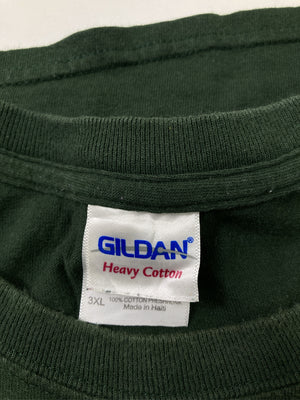 GILDAN®
Heavy Cotton
3XL
100% COTTON PRESHRUNK
Made in Haiti